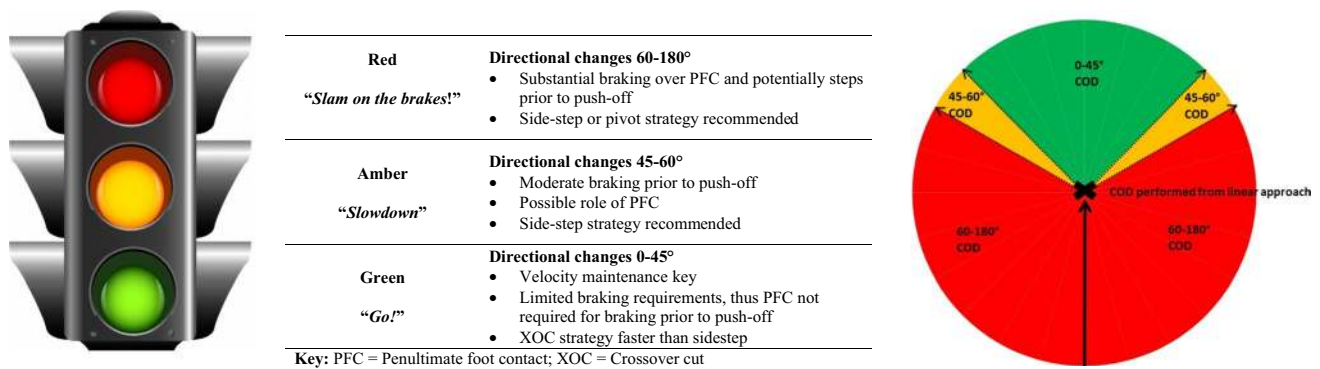 Red
“Slam on the brakes!”
Directional changes 60-180°
• Substantial braking over PFC and potentially steps
prior to push-off
• Side-step or pivot strategy recommended
Amber
“Slowdown”
Directional changes 45-60°
• Moderate braking prior to push-off
• Possible role of PFC
• Side-step strategy recommended
Green
“Go!”
Directional changes 0-45°
• Velocity maintenance key
• Limited braking requirements, thus PFC not
required for braking prior to push-off
• XOC strategy faster than sidestep
Key: PFC = Penultimate foot contact; XOC = Crossover cut
0-45°
COD
45-60°
COD
45-60°
COD
COD performed from linear approach
60-180°
COD
60-180°
COD